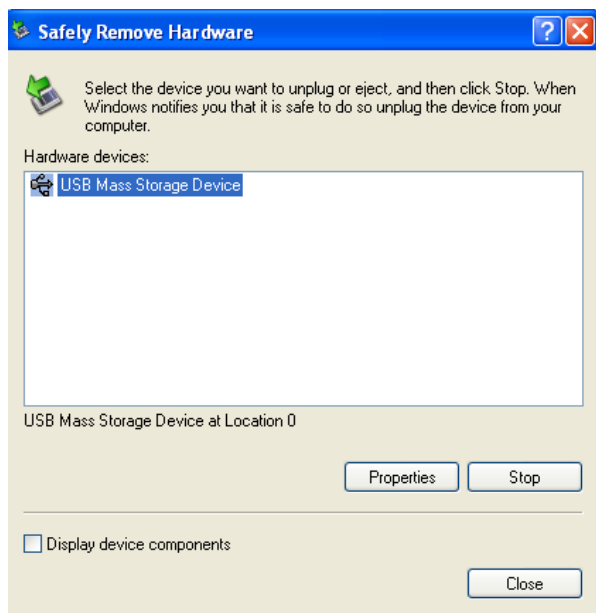 Safely Remove Hardware
Select the device you want to unplug or eject, and then click Stop. When
Windows notifies you that it is safe to do so unplug the device from your
computer.
Hardware devices:
USB Mass Storage Device
USB Mass Storage Device at Location 0
Properties Stop
Display device components
Close